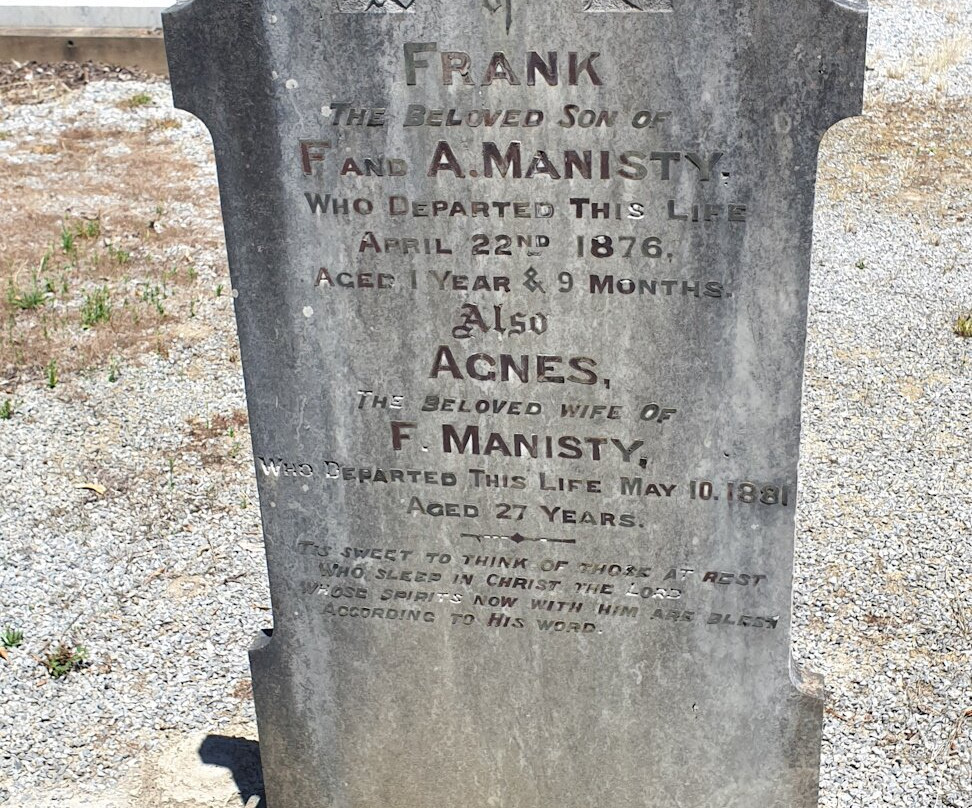 of
FRANK
THE BELOVED SON OF
F AND A. MANISTY.
WHO DEPARTED THIS LIFE
APRIL 22ND 1876,
AGED 1 YEAR & 9 MONTHS.
Also
AGNES,
THE BELOVED WIFE OF
F. MANISTY,
WHO DEPARTED THIS LIFE MAY 10. 1881
AGED 27 YEARS.
TIS SWEET TO THINK OF THOSE AT REST
WHO SLEEP IN CHRIST THE LORD
WHOSE SPIRITS NOW WITH HIM ARE BLESH
ACCORDING TO HIS WORD.